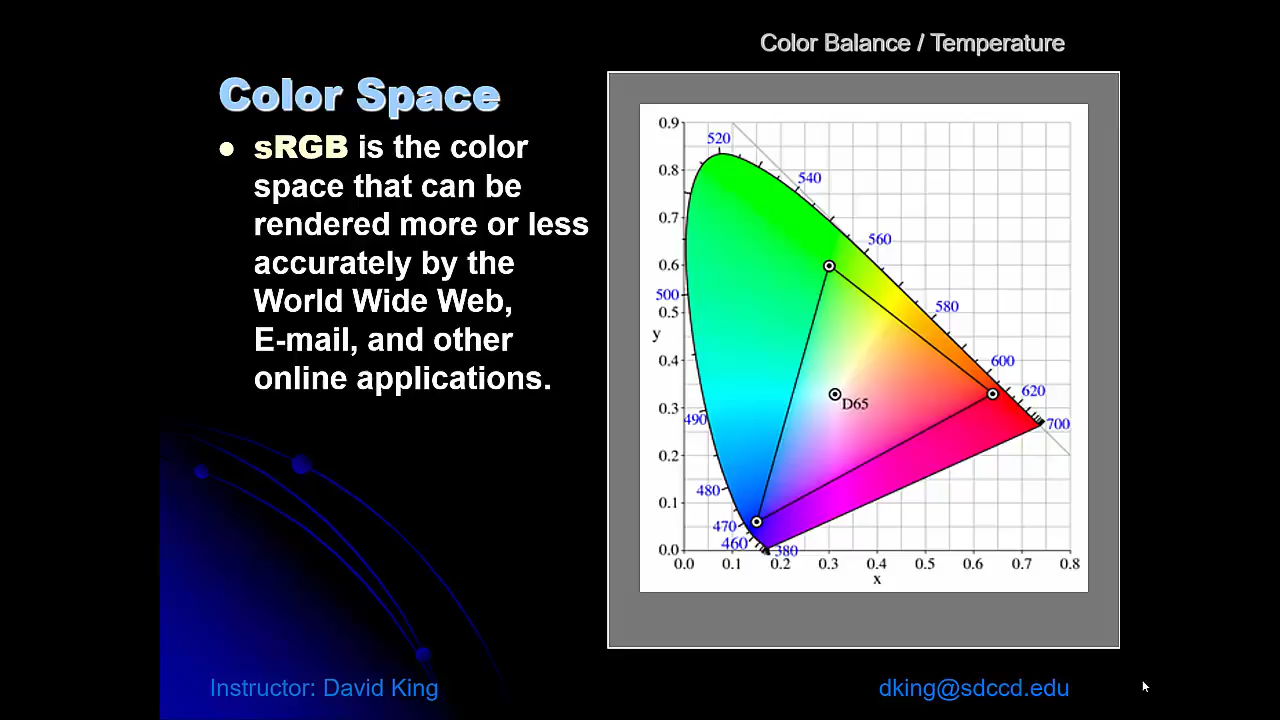 Color Balance / Temperature
Color Space
sRGB is the color
space that can be
rendered more or less
accurately by the
World Wide Web,
E-mail, and other
online applications.
0.9
0.8
0.7
0.6
0.5
y
0.4
0.3
0.2
0.1
0.0
520
540
560
500
580
600
620
490
700
480
470
460
380
D65
0.0 0.1 0.2 0.3 0.4 0.5 0.6 0.7 0.8
x
Instructor: David King
dking@sdccd.edu